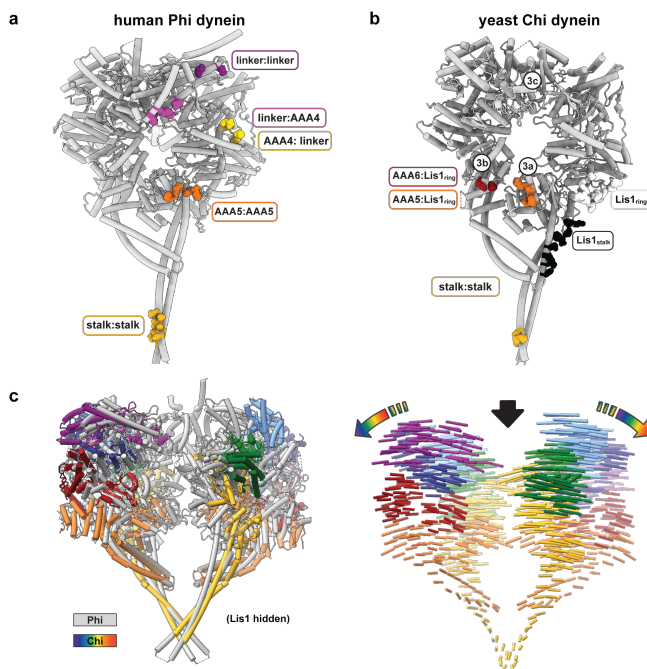 a
human Phi dynein
linker:linker
linker:AAA4
AAA4: linker
AAA5:AAA5
stalk:stalk
b
yeast Chi dynein
3c
3b
3a
AAA6:Lis1ring
AAA5:Lis1ring
Lis1ring
Lis1stalk
stalk:stalk
c
Phi
Chi
(Lis1 hidden)